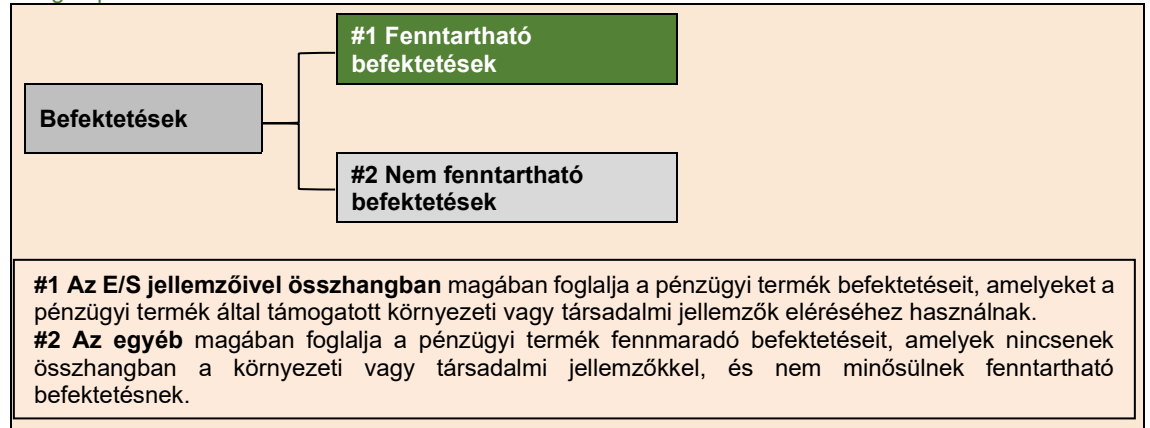 #1 Fenntartható
befektetések
Befektetések
#2 Nem fenntartható
befektetések
#1 Az E/S jellemzőivel összhangban magában foglalja a pénzügyi termék befektetéseit, amelyeket a
pénzügyi termék által támogatott környezeti vagy társadalmi jellemzők eléréséhez használnak.
#2 Az egyéb magában foglalja a pénzügyi termék fennmaradó befektetéseit, amelyek nincsenek
összhangban a környezeti vagy társadalmi jellemzőkkel, és nem minősülnek fenntartható
befektetésnek.